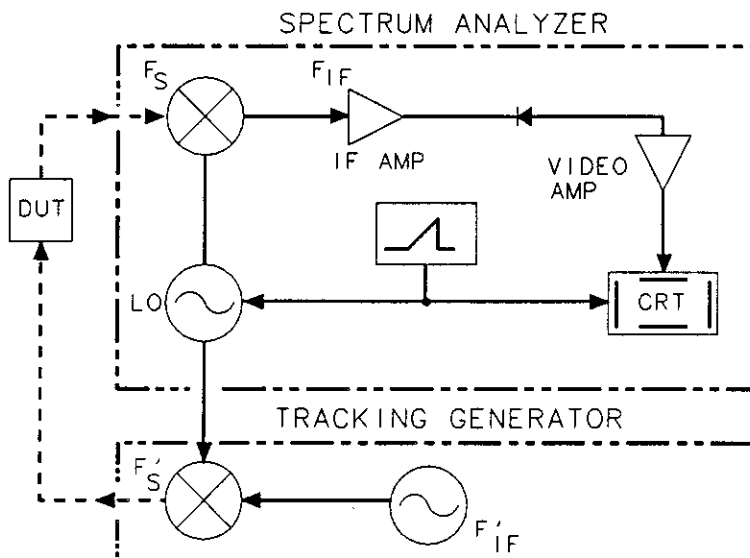 SPECTRUM ANALYZER
F_S
F_IF
IF AMP
VIDEO
AMP
DUT
LO
CRT
TRACKING GENERATOR
F'_S
F'_IF